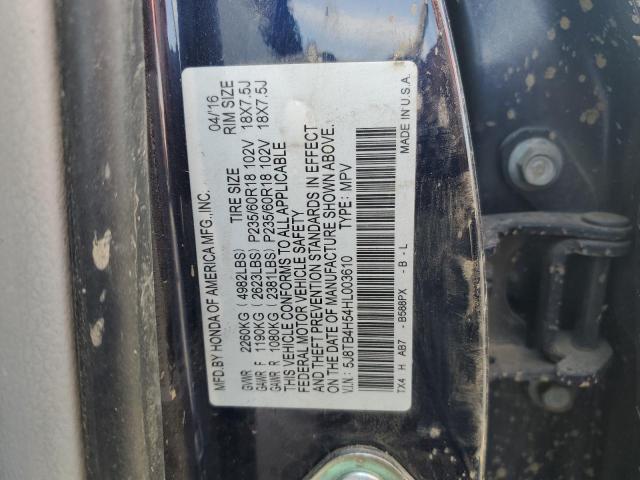 MFD.BY HONDA OF AMERICA MFG.,INC. 04/16
TIRE SIZE RIM SIZE
GVWR 2260KG (4982LBS)
GAWR F 1190KG (2623LBS) P235/60R18 102V 18X7.5J
GAWR R 1080KG (2381LBS) P235/60R18 102V 18X7.5J
THIS VEHICLE CONFORMS TO ALL APPLICABLE
FEDERAL MOTOR VEHICLE SAFETY
AND THEFT PREVENTION STANDARDS IN EFFECT
ON THE DATE OF MANUFACTURE SHOWN ABOVE.
V.I.N: 5J8TB4H54HL003610 TYPE: MPV
TX4 H AB7 - B588PX - B - L MADE IN U.S.A.